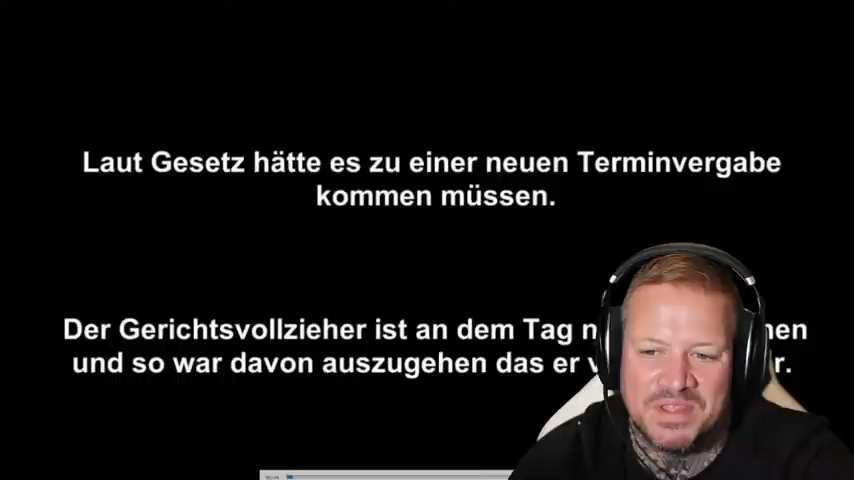 Laut Gesetz hätte es zu einer neuen Terminvergabe
kommen müssen.
Der Gerichtsvollzieher ist an dem Tag
und so war davon auszugehen das er